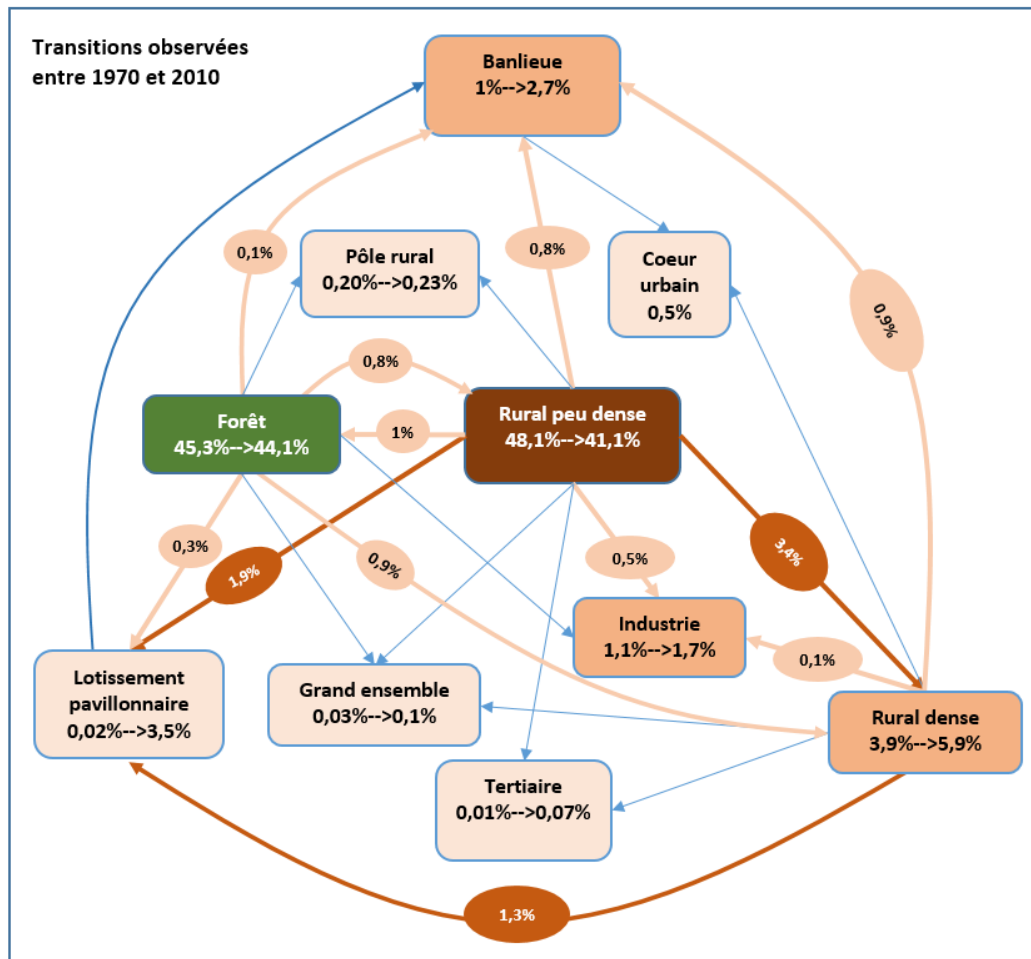 Transitions observées
entre 1970 et 2010
Banlieue
1%-->2,7%
0,1%
Pôle rural
0,20%-->0,23%
0,8%
Coeur
urbain
0,5%
0,9%
0,8%
Forêt
45,3%-->44,1%
1%
Rural peu dense
48,1%-->41,1%
0,3%
1,9%
0,9%
0,5%
3,4%
Industrie
1,1%-->1,7%
0,1%
Lotissement
pavillonnaire
0,02%-->3,5%
Grand ensemble
0,03%-->0,1%
Rural dense
3,9%-->5,9%
Tertiaire
0,01%-->0,07%
1,3%